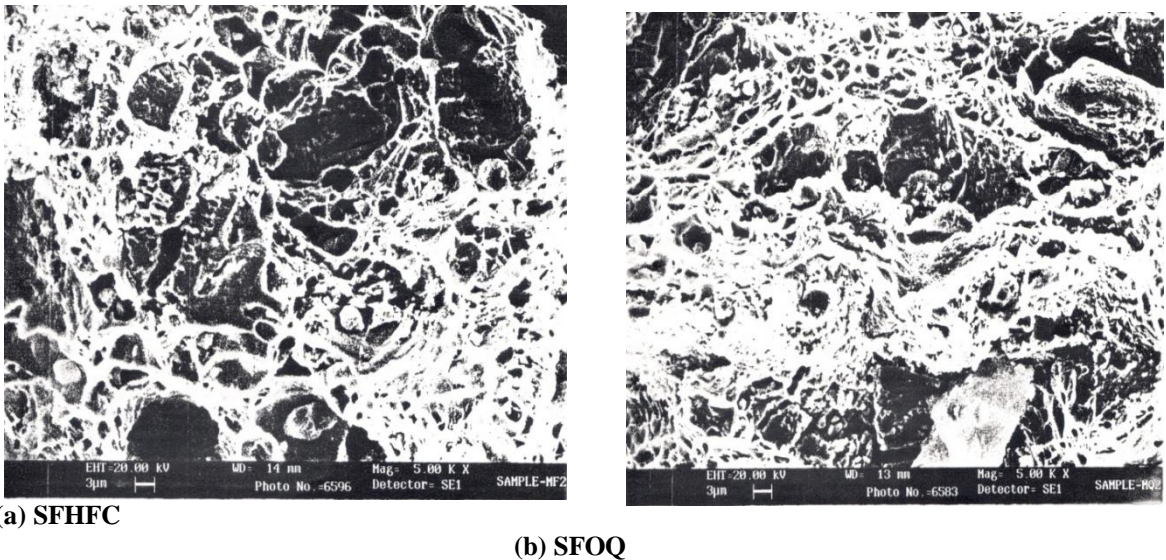 EHT=20.00 kV WD= 14 mm Mag= 5.00 K X
3µm Photo No.=6596 Detector= SE1 SAMPLE-MF2
EHT=20.00 kV WD= 13 mm Mag= 5.00 K X
3µm Photo No.=6583 Detector= SE1 SAMPLE-MQ2
(a) SFHFC
(b) SFOQ